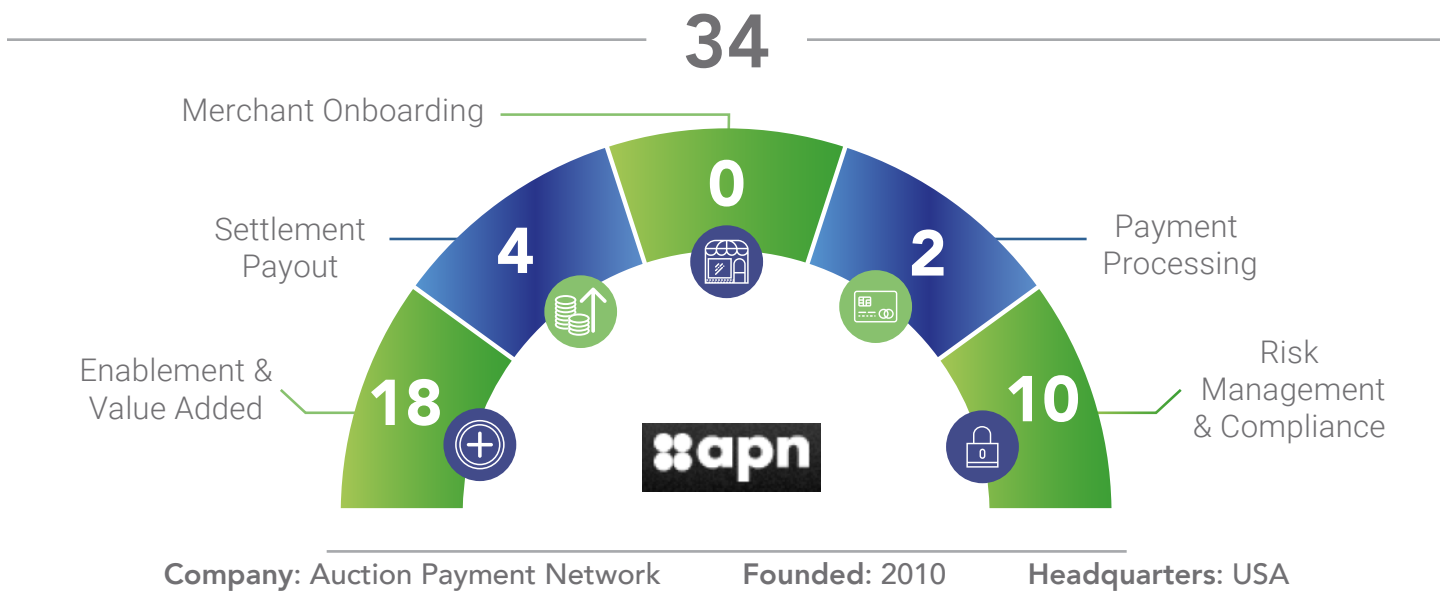 34
Merchant Onboarding
0
Settlement
Payout
4
2
Payment
Processing
Enablement &
Value Added
18
10
Risk
Management
& Compliance
apn
Company: Auction Payment Network Founded: 2010 Headquarters: USA